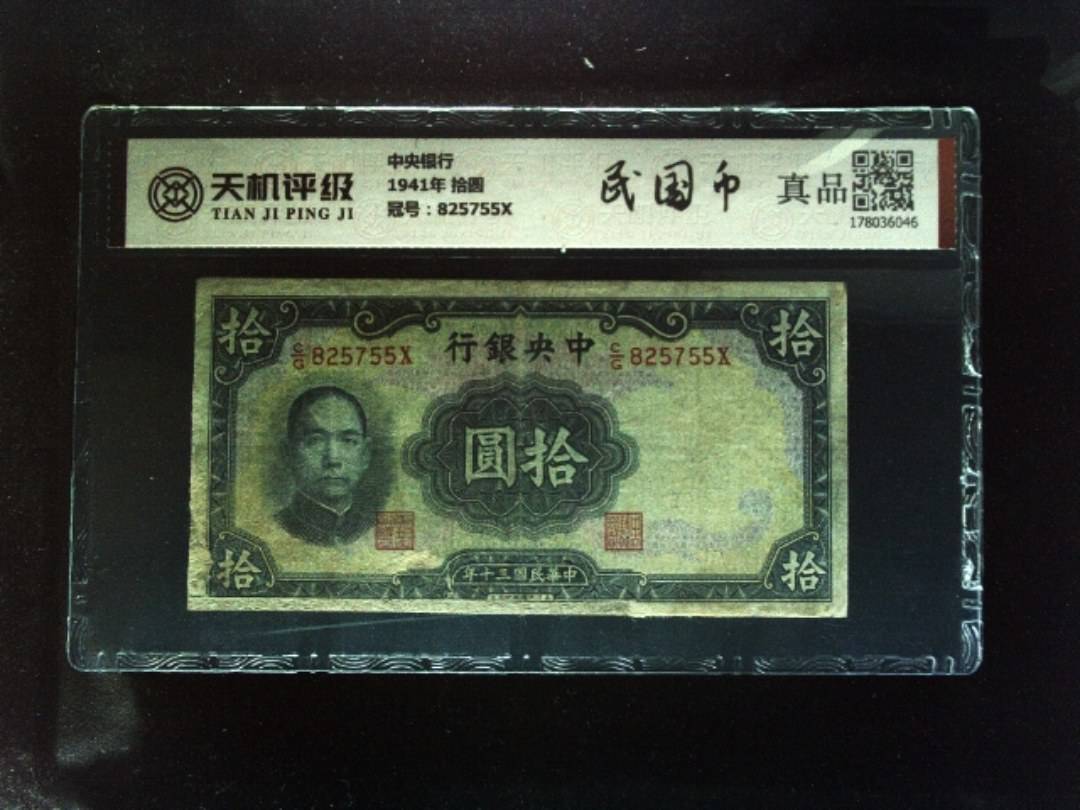 天机评级
TIAN JI PING JI
中央银行
1941年 拾圆
冠号：825755X
民国币
真品
178036046
拾
拾
C/G 825755X
行銀央中
C/G 825755X
圓拾
拾
年十三國民華中
拾